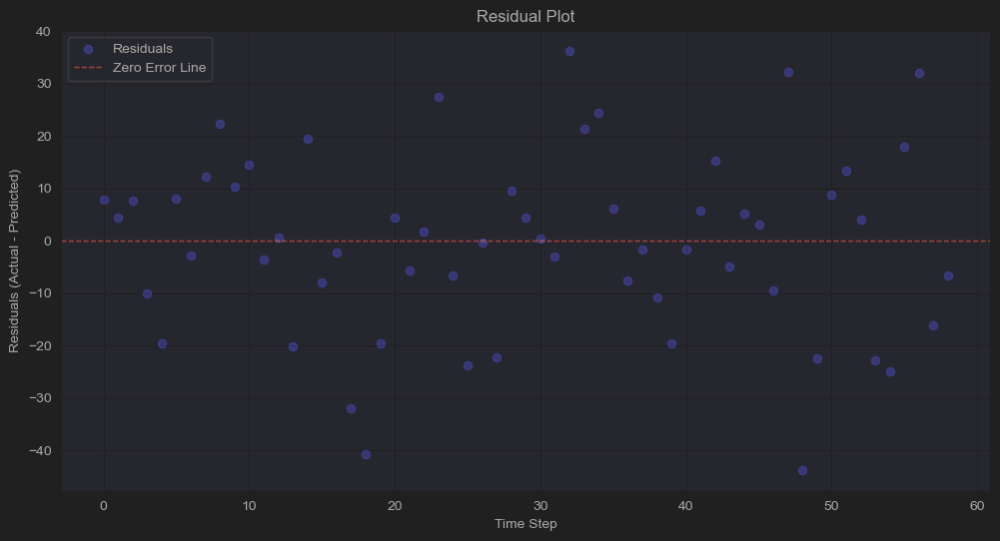 Residual Plot
Residuals
Zero Error Line
Residuals (Actual - Predicted)
40
30
20
10
0
−10
−20
−30
−40
0 10 20 30 40 50 60
Time Step